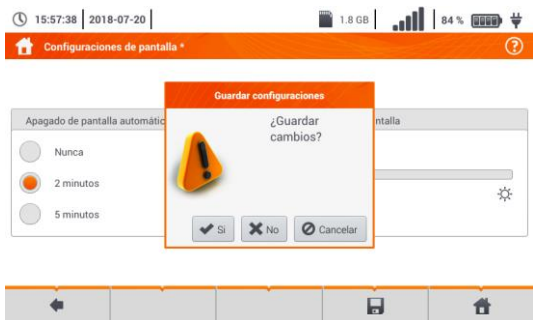 15:57:38 2018-07-20 1.8 GB 84 %
Configuraciones de pantalla *
Guardar configuraciones
Apagado de pantalla automátic
ntalla
¿Guardar
cambios?
Nunca
2 minutos
5 minutos
Si No Cancelar